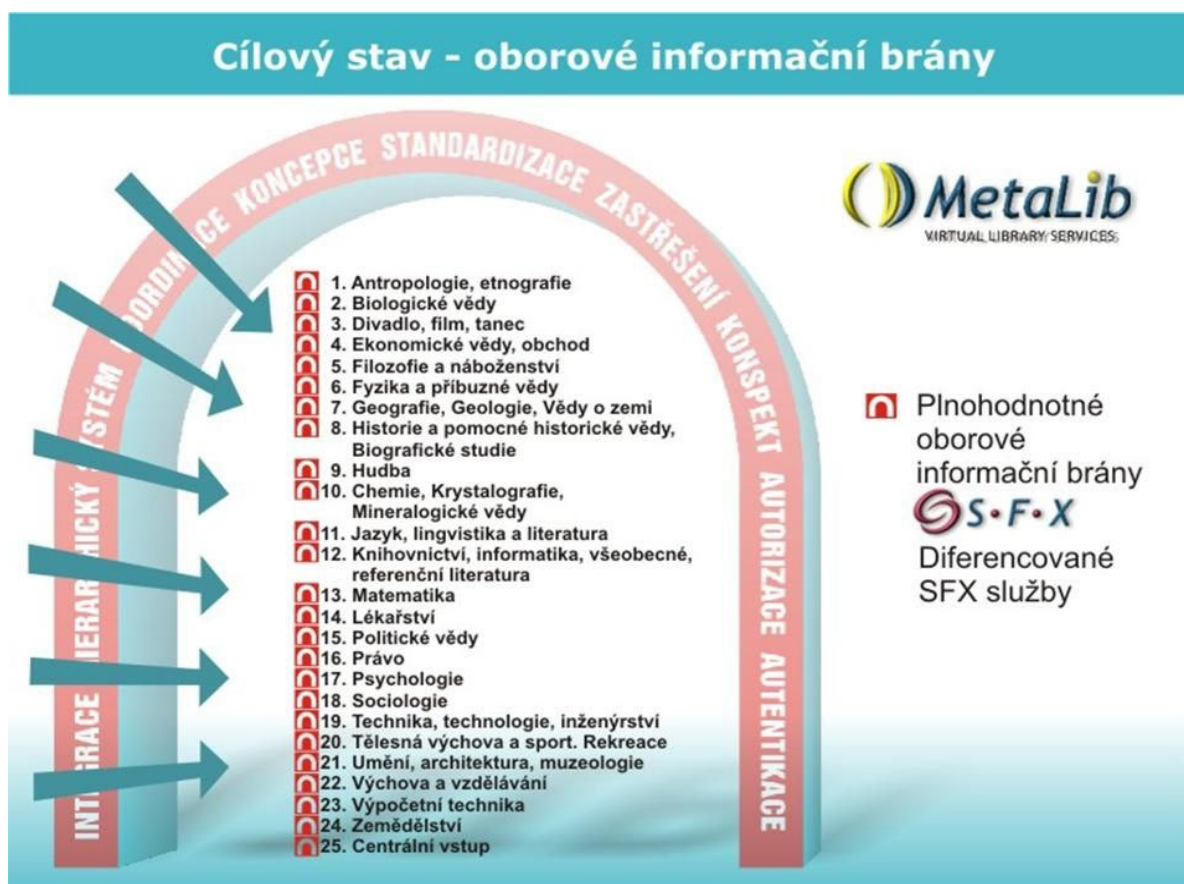 Cílový stav - oborové informační brány
INTEGRACE HIERARCHICKÝ SYSTÉM KOORDINACE KONCEPCE STANDARDIZACE ZASTŘEŠENÍ KONSPEKT AUTORIZACE AUTENTIKACE
MetaLib
VIRTUAL LIBRARY SERVICES
1. Antropologie, etnografie
2. Biologické vědy
3. Divadlo, film, tanec
4. Ekonomické vědy, obchod
5. Filozofie a náboženství
6. Fyzika a příbuzné vědy
7. Geografie, Geologie, Vědy o zemi
8. Historie a pomocné historické vědy,
Biografické studie
9. Hudba
10. Chemie, Krystalografie,
Mineralogické vědy
11. Jazyk, lingvistika a literatura
12. Knihovnictví, informatika, všeobecné,
referenční literatura
13. Matematika
14. Lékařství
15. Politické vědy
16. Právo
17. Psychologie
18. Sociologie
19. Technika, technologie, inženýrství
20. Tělesná výchova a sport. Rekreace
21. Umění, architektura, muzeologie
22. Výchova a vzdělávání
23. Výpočetní technika
24. Zemědělství
25. Centrální vstup
Plnohodnotné
oborové
informační brány
S·F·X
Diferencované
SFX služby